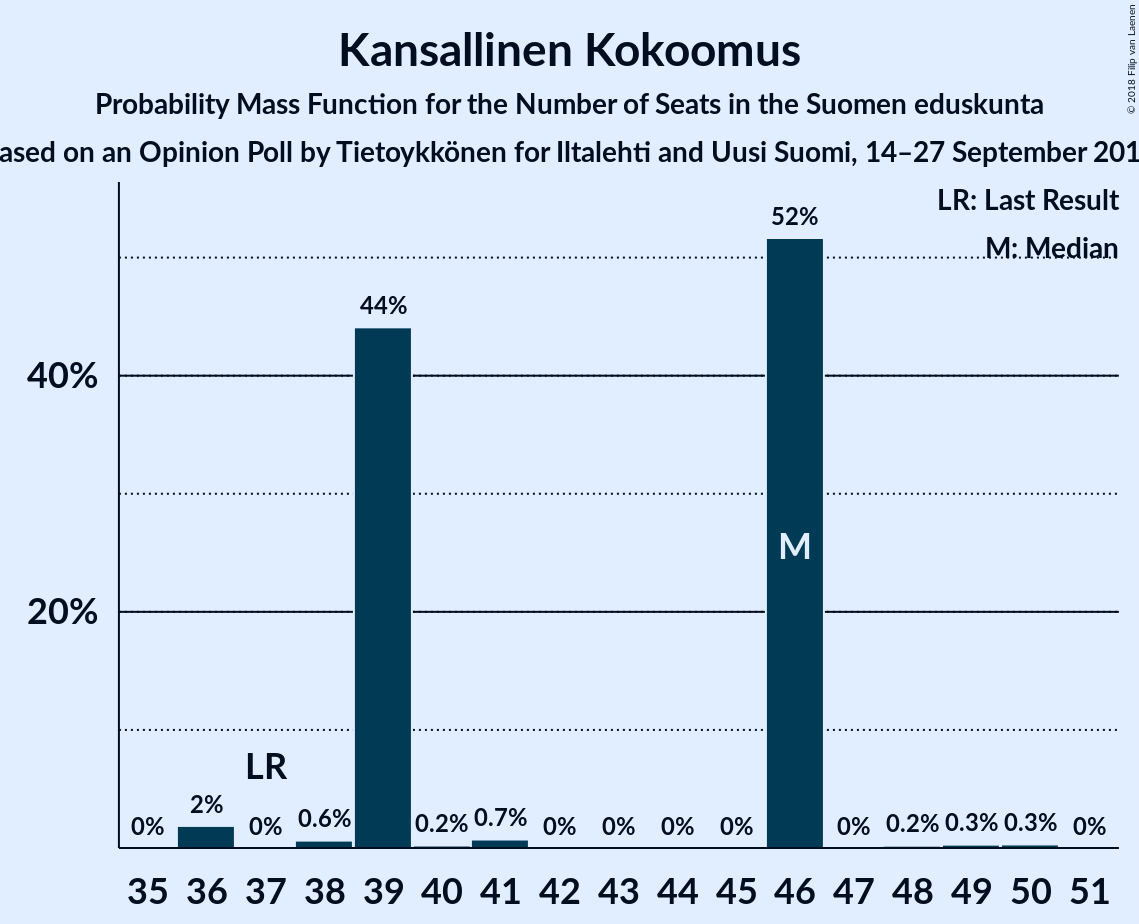 Kansallinen Kokoomus
Probability Mass Function for the Number of Seats in the Suomen eduskunta
ased on an Opinion Poll by Tietoykkönen for Iltalehti and Uusi Suomi, 14–27 September 201
© 2018 Filip van Laenen
LR: Last Result
M: Median
52%
44%
40%
M
20%
LR
0% 2% 0% 0.6% 0.2% 0.7% 0% 0% 0% 0% 0% 0.2% 0.3% 0.3% 0%
35 36 37 38 39 40 41 42 43 44 45 46 47 48 49 50 51